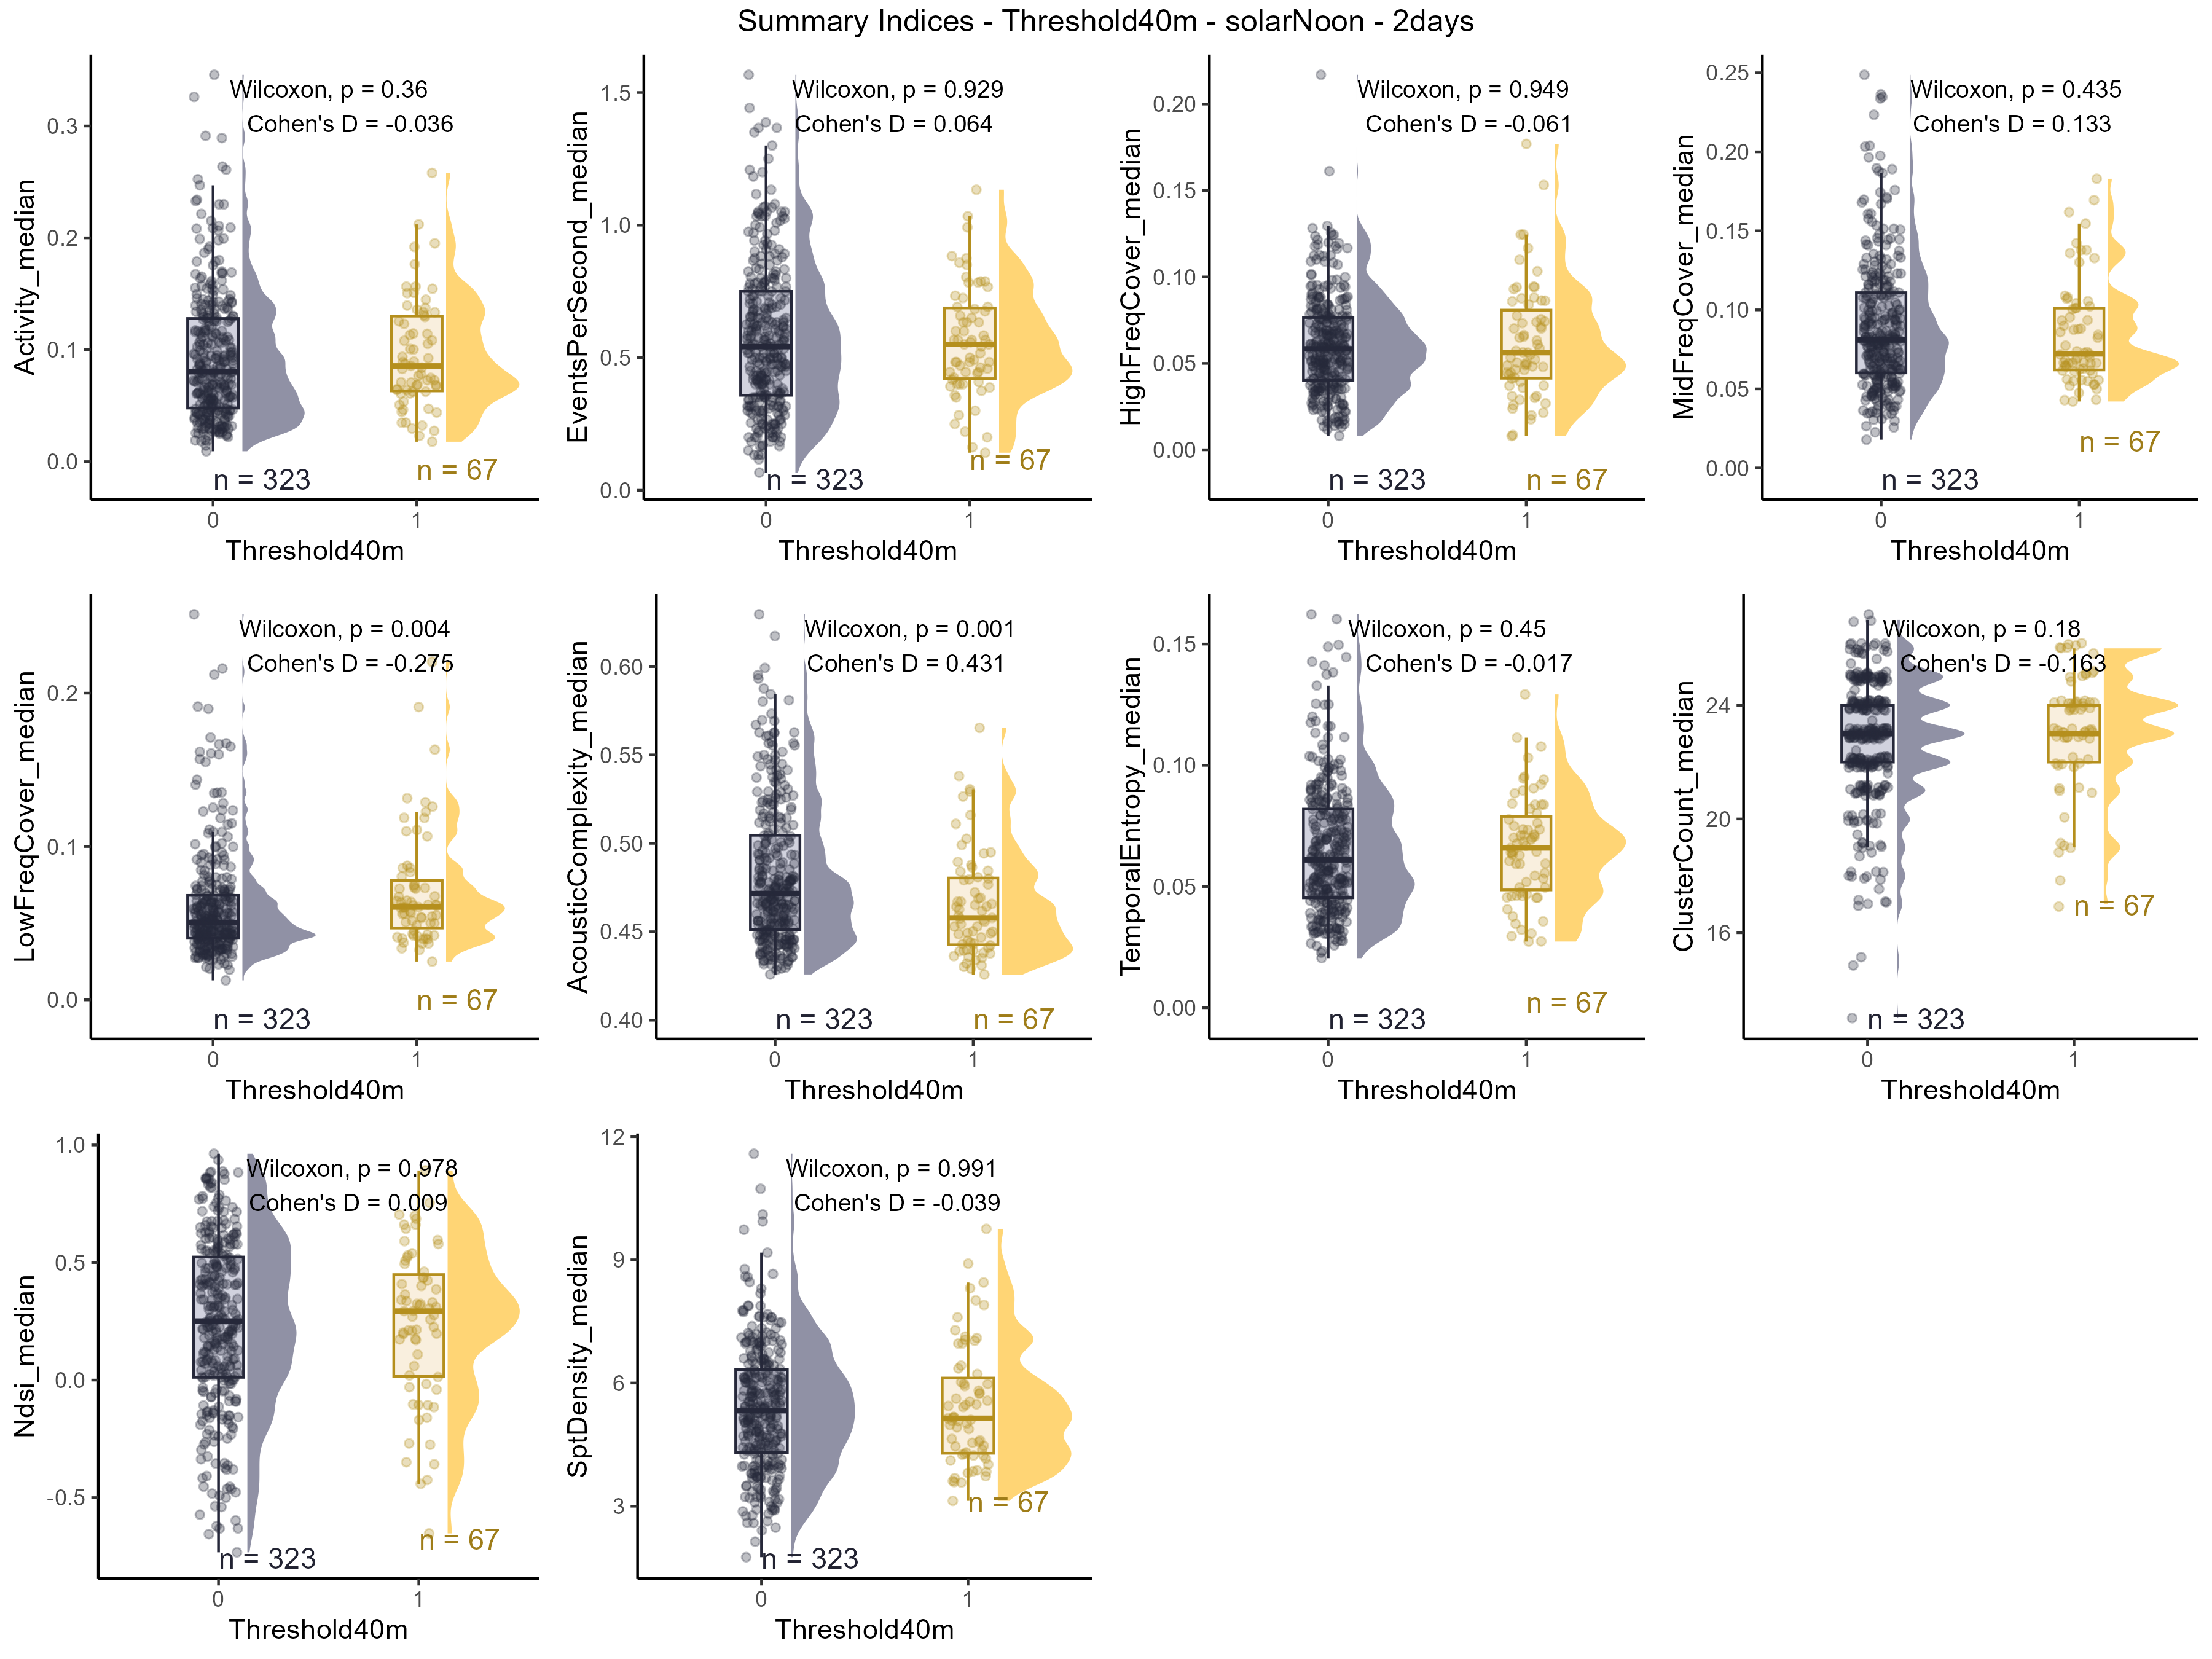 Summary Indices - Threshold40m - solarNoon - 2days
Activity_median
Wilcoxon, p = 0.36
Cohen's D = -0.036
0.3
0.2
0.1
0.0
n = 323
n = 67
0 1
Threshold40m
EventsPerSecond_median
Wilcoxon, p = 0.929
Cohen's D = 0.064
1.5
1.0
0.5
0.0
n = 323
n = 67
0 1
Threshold40m
HighFreqCover_median
Wilcoxon, p = 0.949
Cohen's D = -0.061
0.20
0.15
0.10
0.05
0.00
n = 323
n = 67
0 1
Threshold40m
MidFreqCover_median
Wilcoxon, p = 0.435
Cohen's D = 0.133
0.25
0.20
0.15
0.10
0.05
0.00
n = 323
n = 67
0 1
Threshold40m
LowFreqCover_median
Wilcoxon, p = 0.004
Cohen's D = -0.275
0.2
0.1
0.0
n = 323
n = 67
0 1
Threshold40m
AcousticComplexity_median
Wilcoxon, p = 0.001
Cohen's D = 0.431
0.60
0.55
0.50
0.45
0.40
n = 323
n = 67
0 1
Threshold40m
TemporalEntropy_median
Wilcoxon, p = 0.45
Cohen's D = -0.017
0.15
0.10
0.05
0.00
n = 323
n = 67
0 1
Threshold40m
ClusterCount_median
Wilcoxon, p = 0.18
Cohen's D = -0.163
24
20
16
n = 323
n = 67
0 1
Threshold40m
Ndsi_median
Wilcoxon, p = 0.978
Cohen's D = 0.009
1.0
0.5
0.0
-0.5
n = 323
n = 67
0 1
Threshold40m
SptDensity_median
Wilcoxon, p = 0.991
Cohen's D = -0.039
12
9
6
3
n = 323
n = 67
0 1
Threshold40m